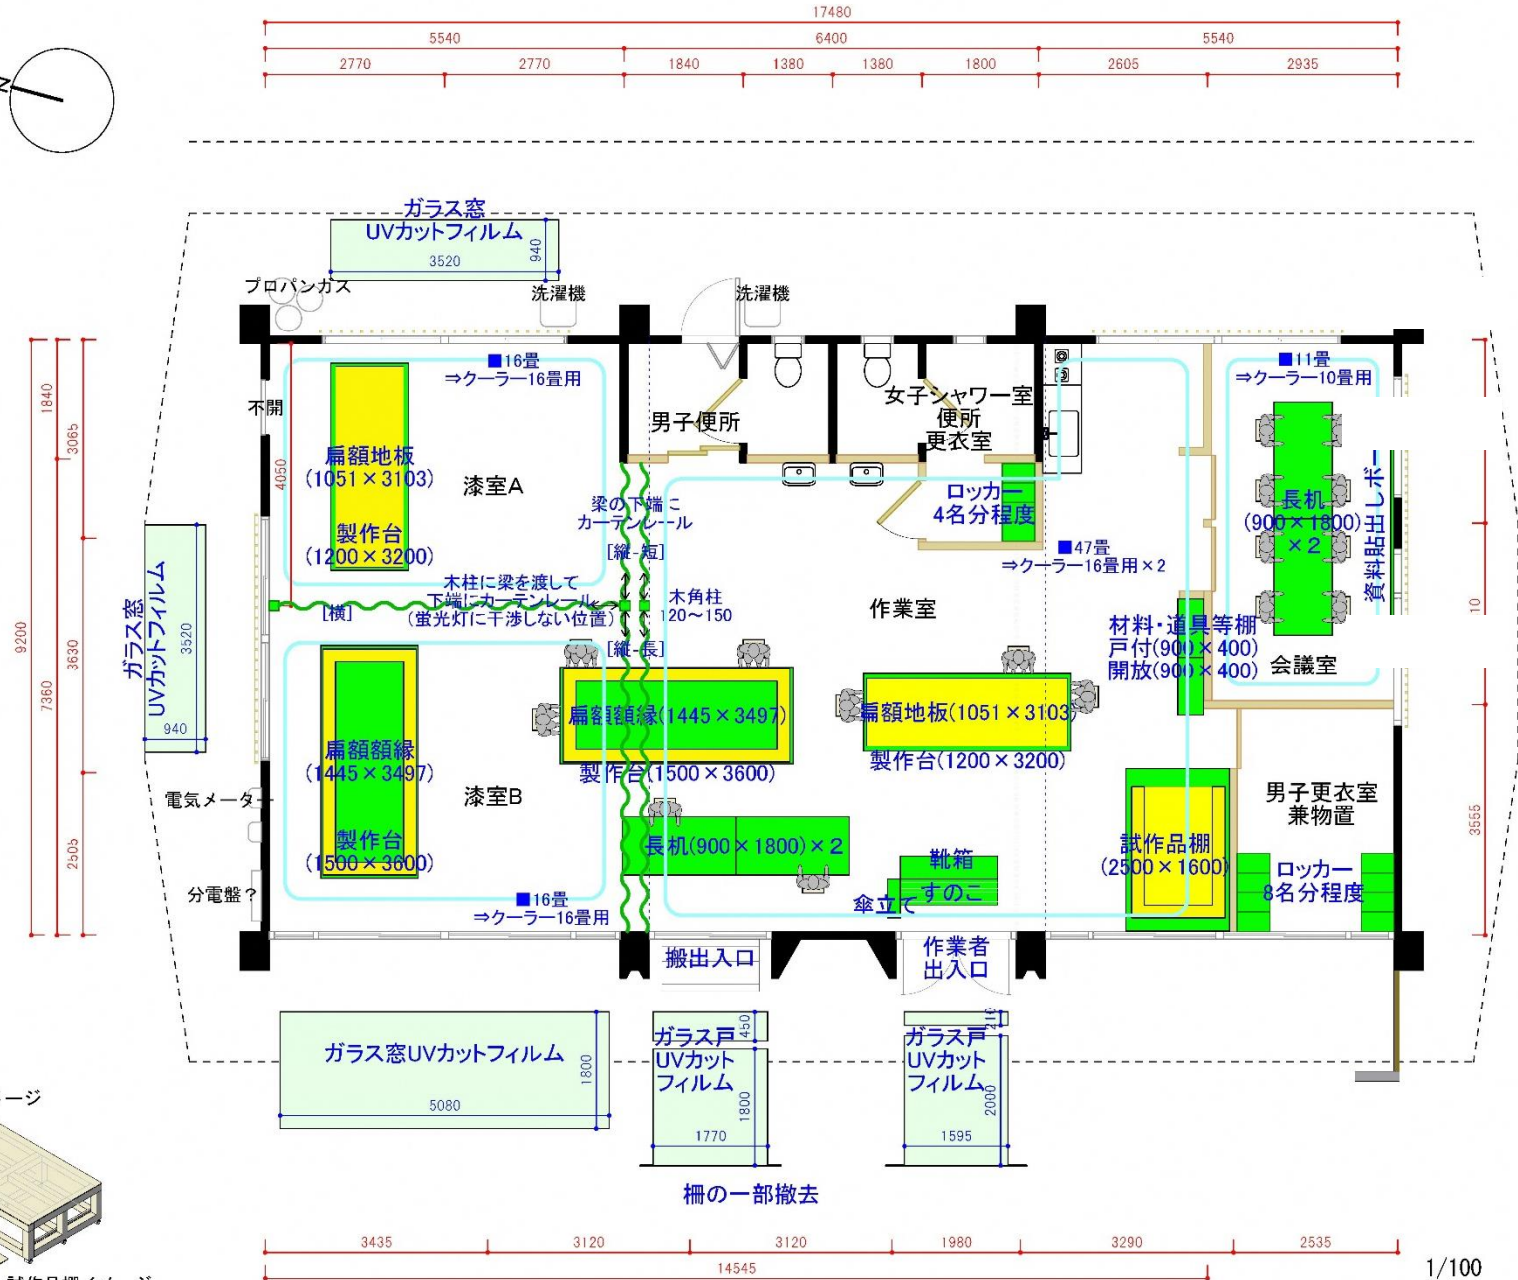 17480
5540
6400
5540
2770
2770
1840
1380
1380
1800
2605
2935
N
ガラス窓
UVカットフィルム
3520
940
プロパンガス
洗濯機
洗濯機
■16畳
⇒クーラー16畳用
■11畳
⇒クーラー10畳用
不開
4050
男子便所
女子シャワー室
便所
更衣室
扁額地板
(1051×3103)
漆室A
製作台
(1200×3200)
梁の下端に
カーテンレール
[縦-短]
ロッカー
4名分程度
■47畳
⇒クーラー16畳用×2
長机
(900×1800)
×2
資料貼出しボー
木柱に梁を渡して
下端にカーテンレール
(蛍光灯に干渉しない位置)
[横]
木角柱
120～150
[縦-長]
作業室
材料・道具等棚
戸付(900×400)
開放(900×400)
会議室
1840
3065
9200
3630
7360
2505
ガラス窓
UVカットフィルム
3520
940
10
3555
扁額額縁(1445×3497)
製作台(1500×3600)
扁額地板(1051×3103)
製作台(1200×3200)
扁額額縁
(1445×3497)
漆室B
製作台
(1500×3600)
電気メーター
分電盤？
男子更衣室
兼物置
長机(900×1800)×2
靴箱
すのこ
傘立て
試作品棚
(2500×1600)
ロッカー
8名分程度
■16畳
⇒クーラー16畳用
搬出入口
作業者
出入口
ガラス窓UVカットフィルム
5080
1800
ガラス戸
UVカット
フィルム
450
1800
1770
ガラス戸
UVカット
フィルム
210
2000
1595
柵の一部撤去
ージ
3435
3120
3120
1980
3290
2535
14545
1/100